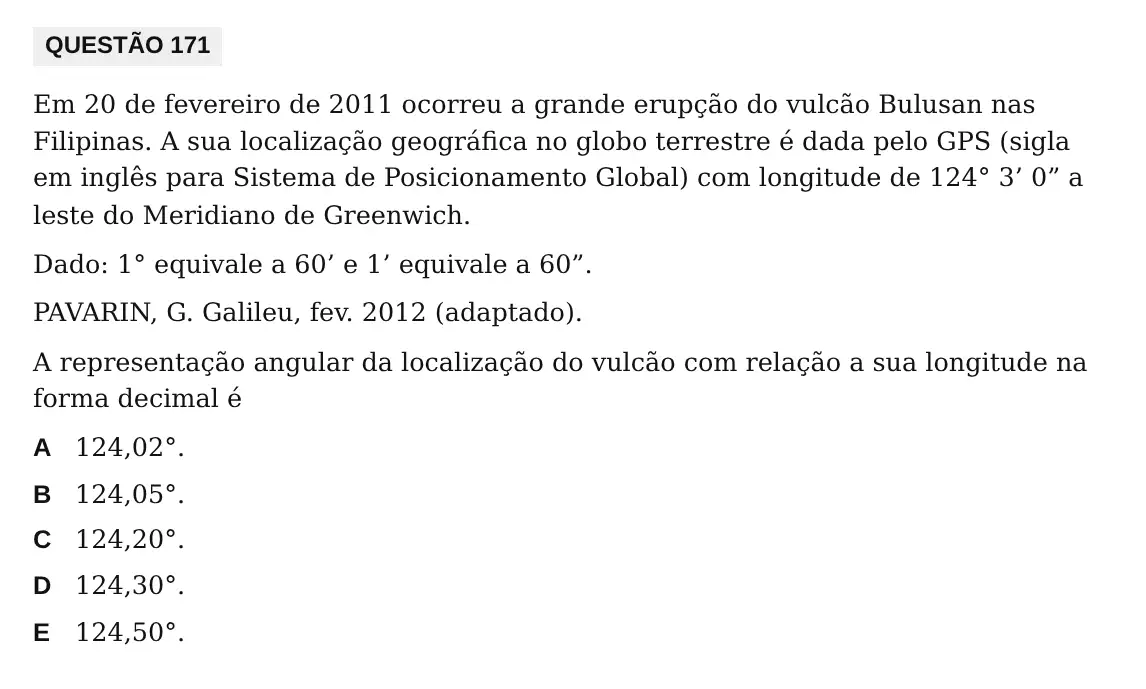 QUESTÃO 171
Em 20 de fevereiro de 2011 ocorreu a grande erupção do vulcão Bulusan nas
Filipinas. A sua localização geográfica no globo terrestre é dada pelo GPS (sigla
em inglês para Sistema de Posicionamento Global) com longitude de 124° 3’ 0” a
leste do Meridiano de Greenwich.
Dado: 1° equivale a 60’ e 1’ equivale a 60”.
PAVARIN, G. Galileu, fev. 2012 (adaptado).
A representação angular da localização do vulcão com relação a sua longitude na
forma decimal é
A 124,02°.
B 124,05°.
C 124,20°.
D 124,30°.
E 124,50°.